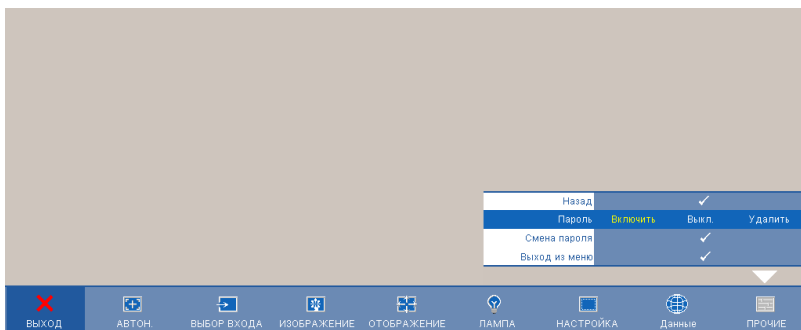 Назад ✓
Пароль Включить Выкл. Удалить
Смена пароля ✓
Выход из меню ✓
ВЫХОД АВТОН. ВЫБОР ВХОДА ИЗОБРАЖЕНИЕ ОТОБРАЖЕНИЕ ЛАМПА НАСТРОЙКА Данные ПРОЧИЕ